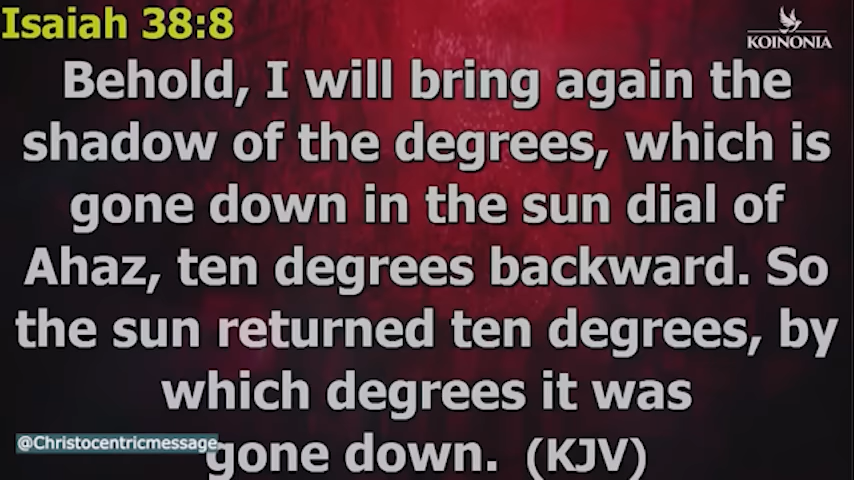 Isaiah 38:8
KOINONIA
Behold, I will bring again the
shadow of the degrees, which is
gone down in the sun dial of
Ahaz, ten degrees backward. So
the sun returned ten degrees, by
which degrees it was
@Christocentricmessage
gone down. (KJV)